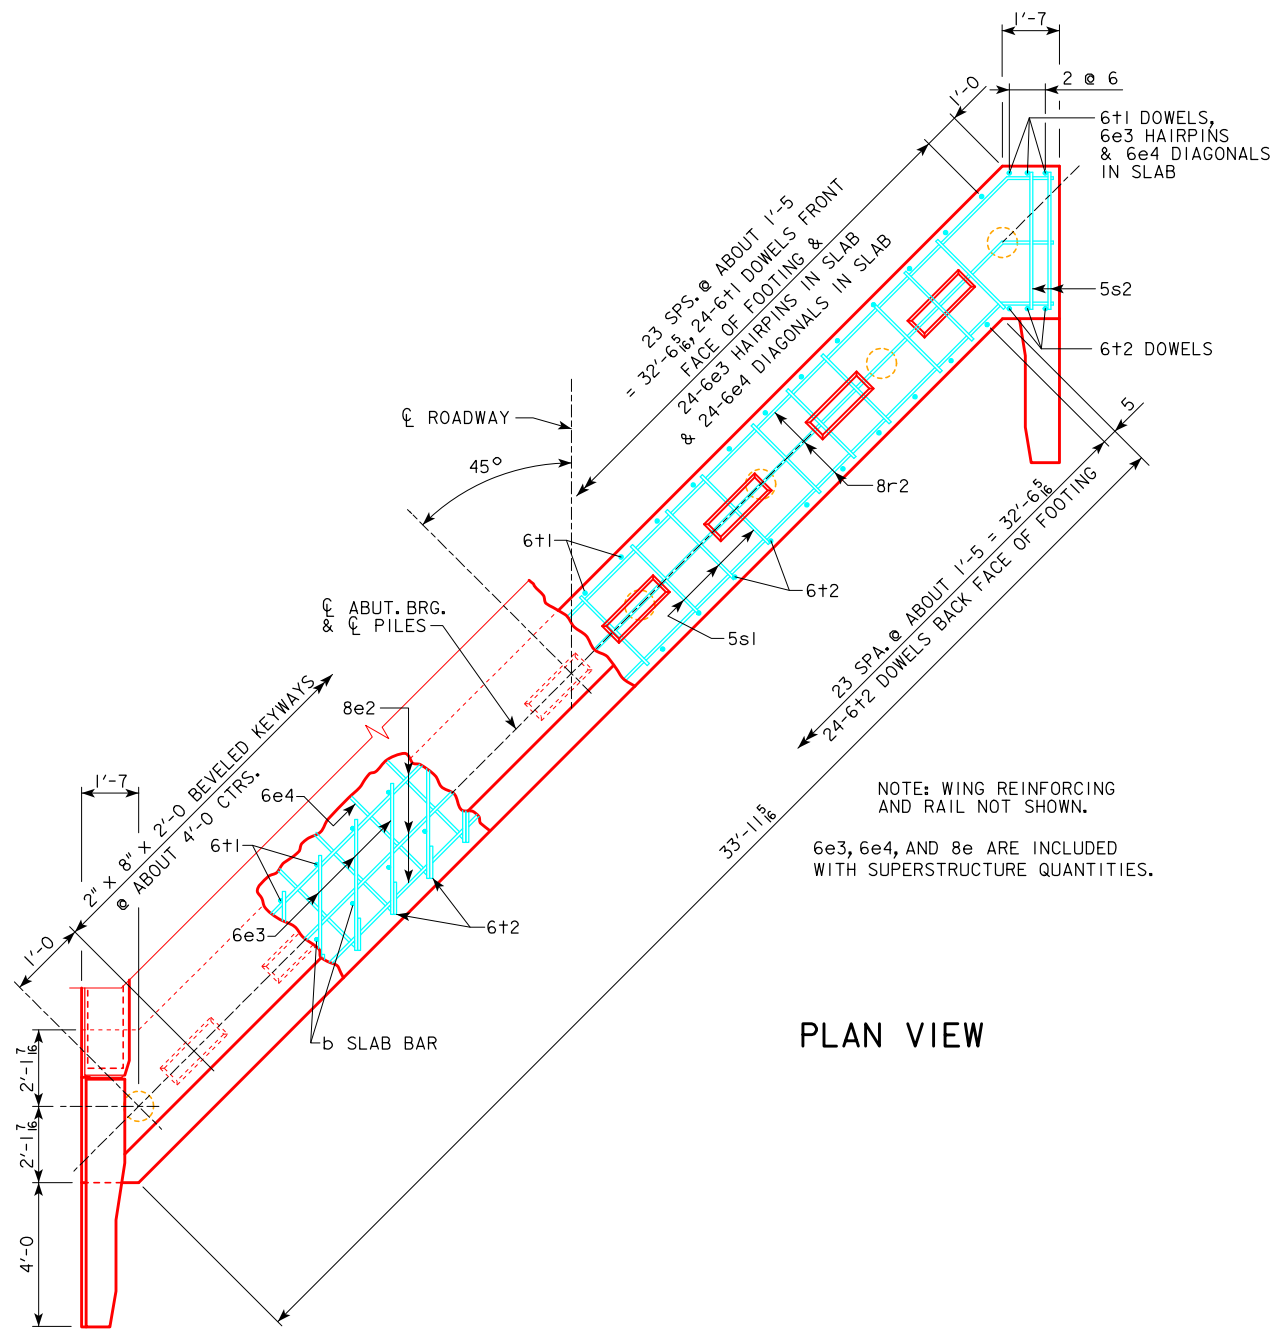 1'-7
2 @ 6
1'-0
6t1 DOWELS,
6e3 HAIRPINS
& 6e4 DIAGONALS
IN SLAB
23 SPS. @ ABOUT 1'-5
= 32'-6 5/16, 24-6t1 DOWELS FRONT
FACE OF FOOTING &
24-6e3 HAIRPINS IN SLAB
& 24-6e4 DIAGONALS IN SLAB
5s2
6t2 DOWELS
℄ ROADWAY
45°
5
8r2
6t1
6t2
23 SPA. @ ABOUT 1'-5 = 32'-6 5/16
24-6t2 DOWELS BACK FACE OF FOOTING
℄ ABUT. BRG.
& ℄ PILES
5s1
8e2
2" X 8" X 2'-0 BEVELED KEYWAYS
@ ABOUT 4'-0 CTRS.
1'-7
6e4
NOTE: WING REINFORCING
AND RAIL NOT SHOWN.
6t1
33'-11 5/16
6e3, 6e4, AND 8e ARE INCLUDED
WITH SUPERSTRUCTURE QUANTITIES.
6e3
6t2
1'-0
b SLAB BAR
PLAN VIEW
2'-1 7/16
2'-1 7/16
4'-0